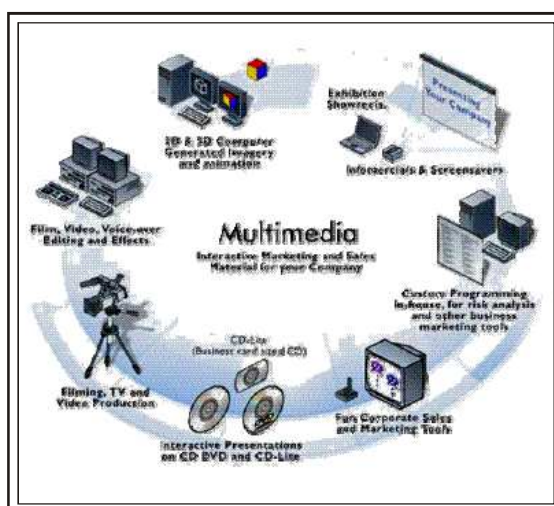 2D & 3D Computer
Generated Imagery
and animation
Exhibition
Showreels.
Presenting
Your Company
Infomercials & Screensavers
Film, Video, Voice-over
Editing and Effects
Multimedia
Interactive Marketing and Sales
Material for your Company
Custom Programming
in-house, for risk analysis
and other business
marketing tools
CD-Lite
(Business card sized CD)
Filming, TV and
Video Production
Fun Corporate Sales
and Marketing Tools
Interactive Presentations
on CD DVD and CD-Lite